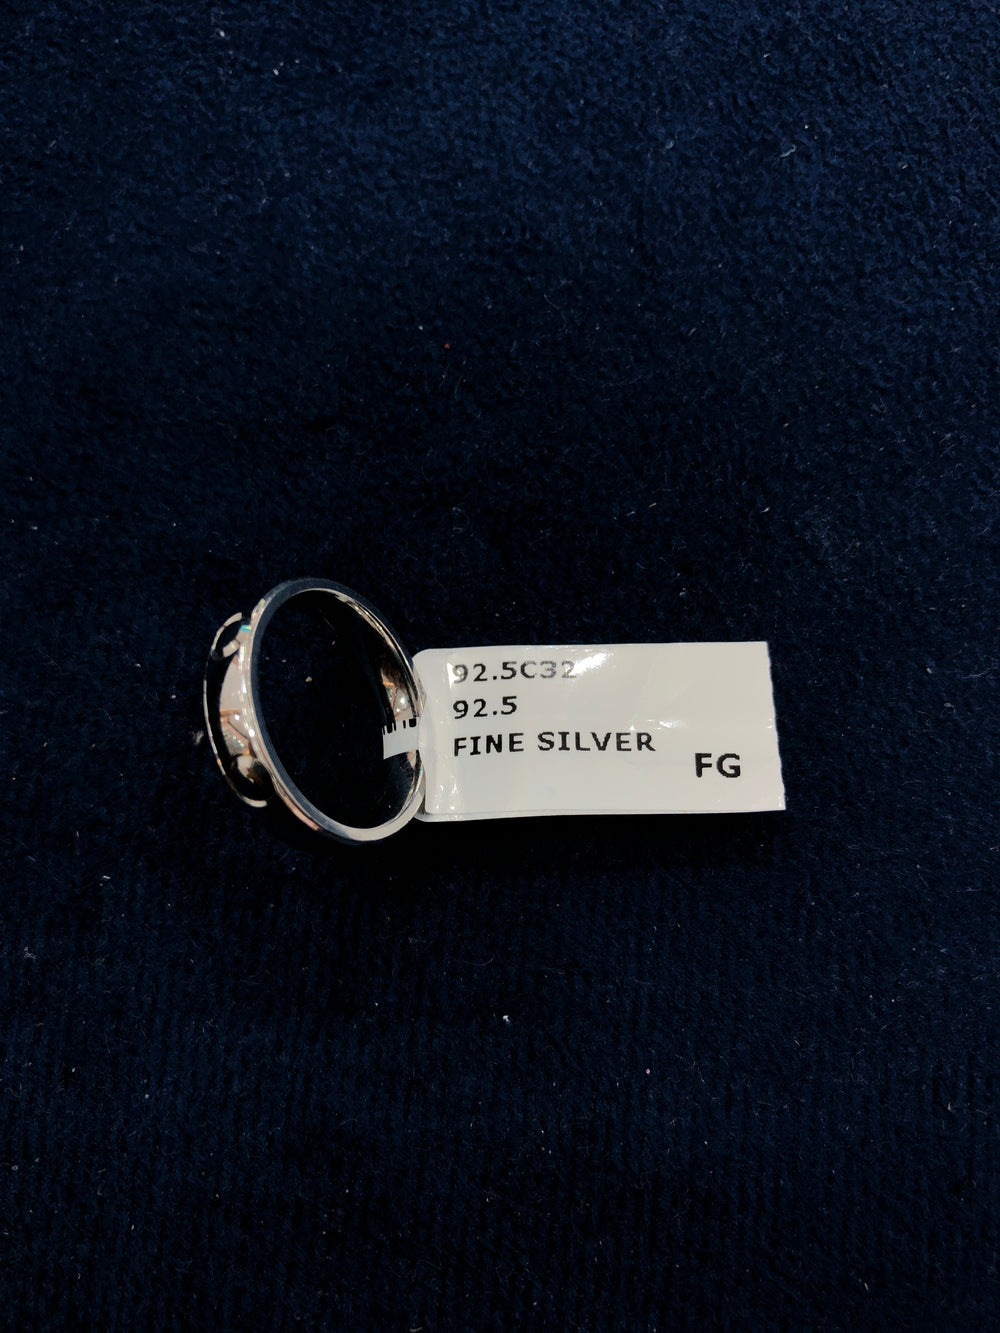 92.5C32
92.5
FINE SILVER
FG